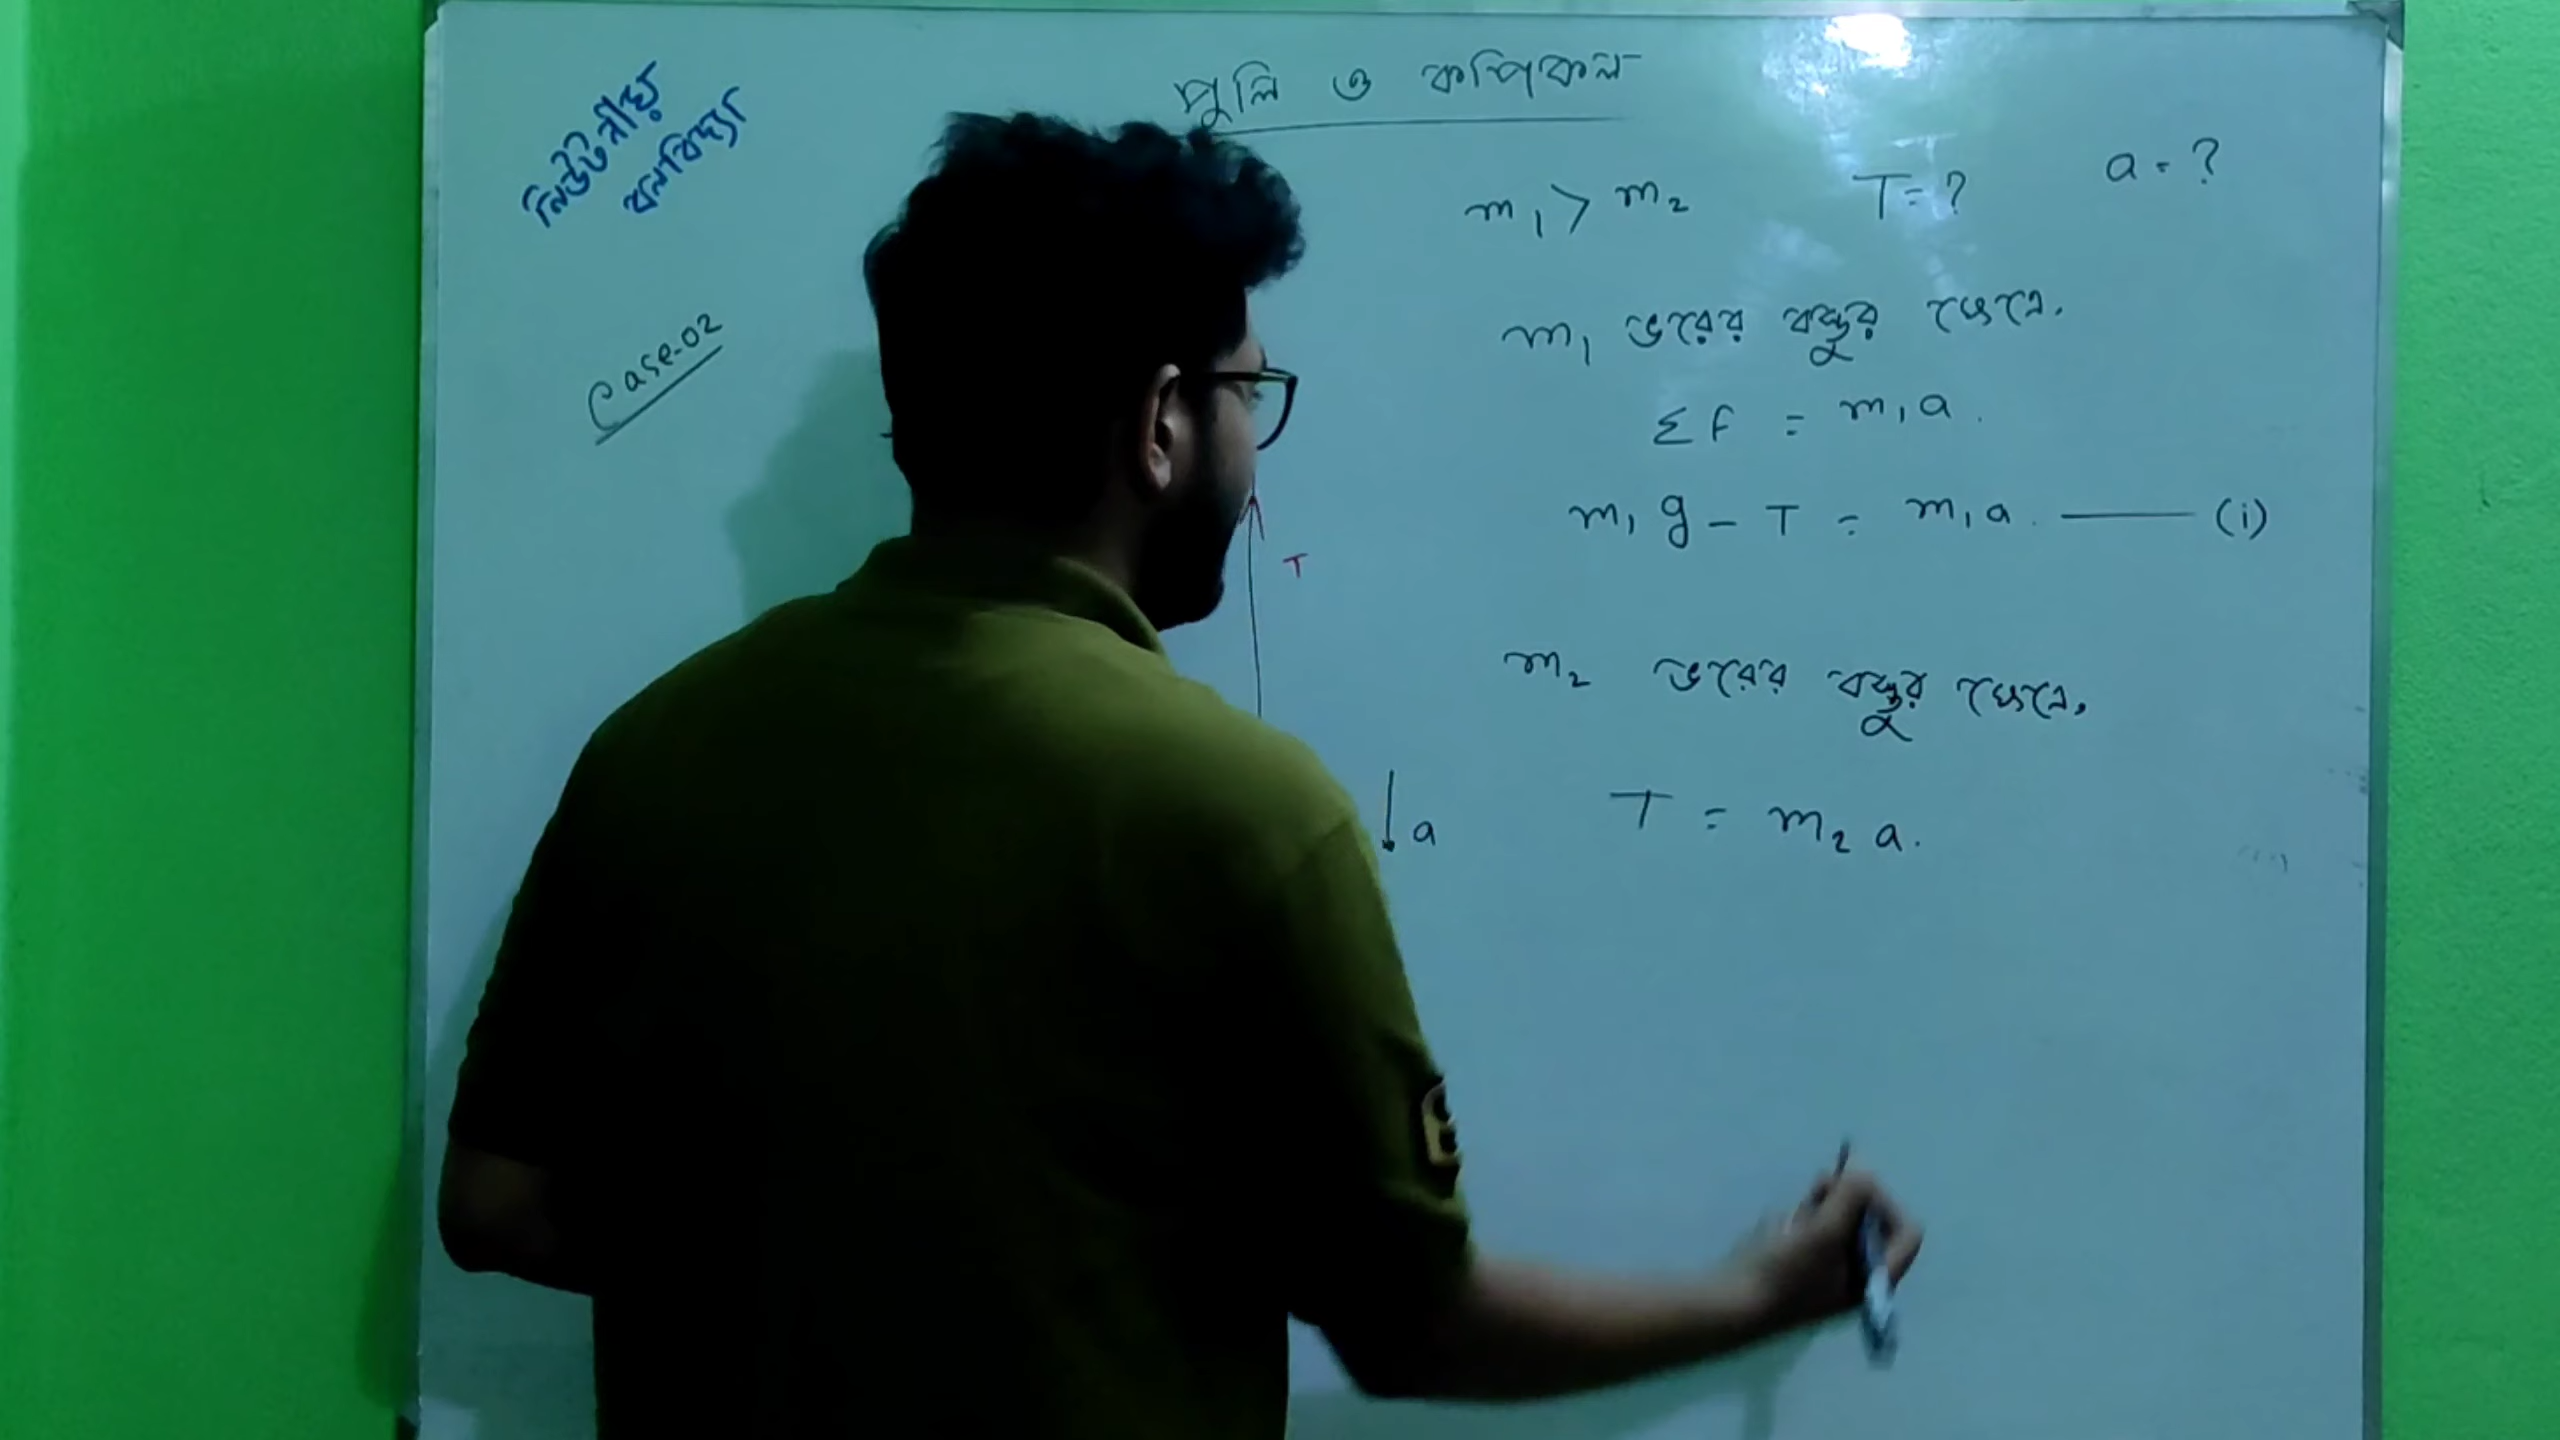 পুলি ও কপিকল
নিউটনীয়
বলবিদ্যা
Case-02
m₁ > m₂ T = ? a = ?
m₁ ভরের বস্তুর ক্ষেত্রে,
ΣF = m₁a.
m₁g - T = m₁a. —— (i)
T
m₂ ভরের বস্তুর ক্ষেত্রে,
a
T = m₂a.